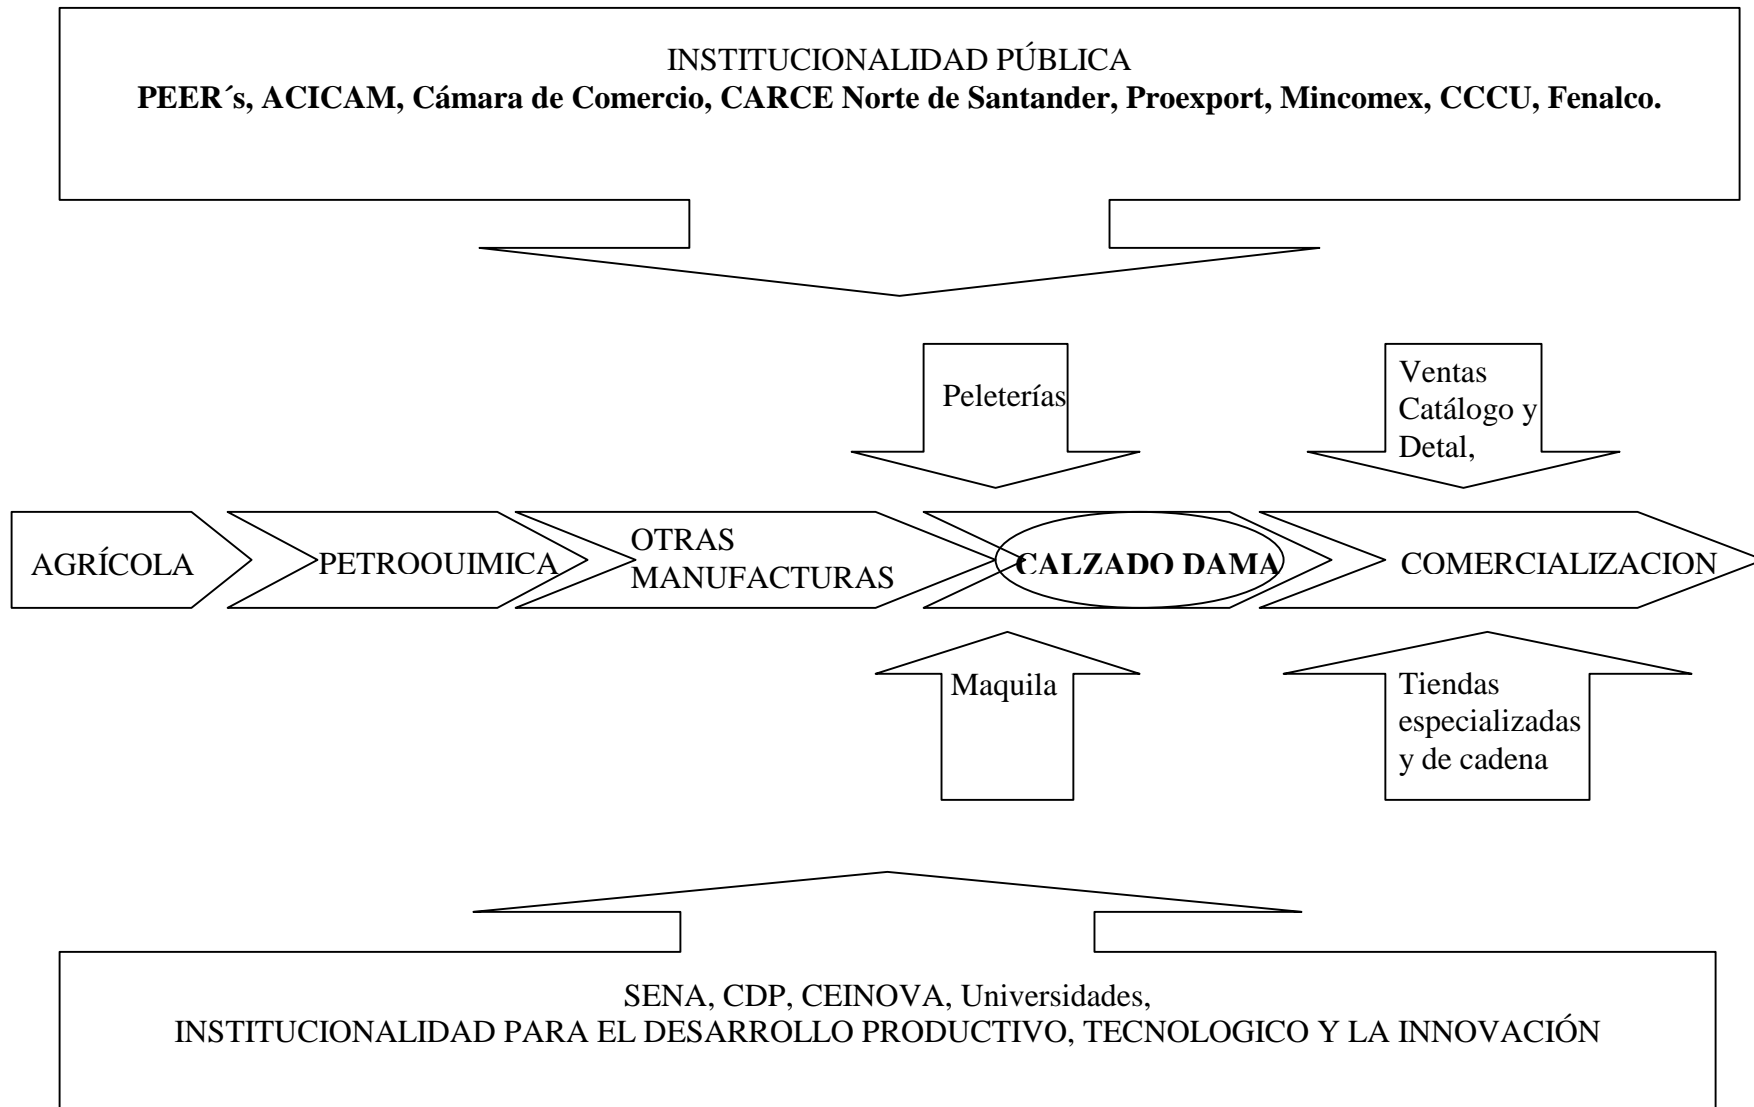 INSTITUCIONALIDAD PÚBLICA
PEER´s, ACICAM, Cámara de Comercio, CARCE Norte de Santander, Proexport, Mincomex, CCCU, Fenalco.
Peleterías
Ventas
Catálogo y
Detal,
AGRÍCOLA
PETROQUIMICA
OTRAS
MANUFACTURAS
CALZADO DAMA
COMERCIALIZACION
Maquila
Tiendas
especializadas
y de cadena
SENA, CDP, CEINOVA, Universidades,
INSTITUCIONALIDAD PARA EL DESARROLLO PRODUCTIVO, TECNOLOGICO Y LA INNOVACIÓN